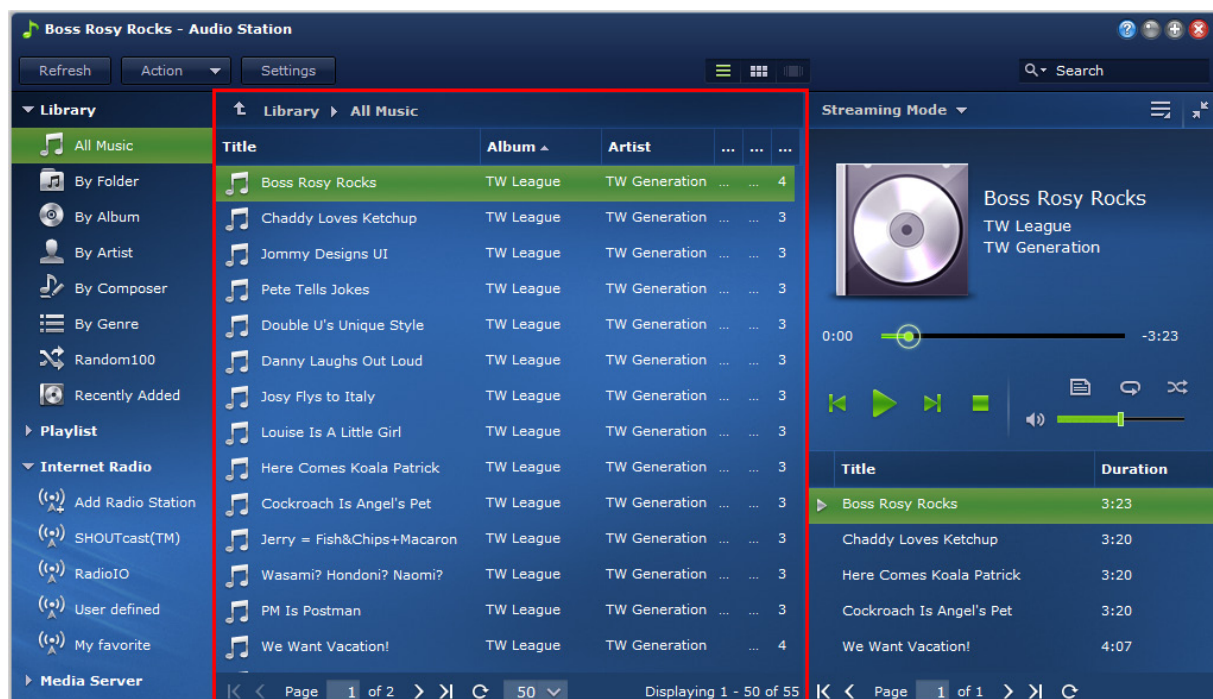 Boss Rosy Rocks - Audio Station
Refresh Action Settings Search
Library
All Music
By Folder
By Album
By Artist
By Composer
By Genre
Random100
Recently Added
Playlist
Internet Radio
Add Radio Station
SHOUTcast(TM)
RadioIO
User defined
My favorite
Media Server
Library All Music
Title Album Artist ... ... ...
Boss Rosy Rocks TW League TW Generation ... ... 4
Chaddy Loves Ketchup TW League TW Generation ... ... 3
Jommy Designs UI TW League TW Generation ... ... 3
Pete Tells Jokes TW League TW Generation ... ... 3
Double U's Unique Style TW League TW Generation ... ... 3
Danny Laughs Out Loud TW League TW Generation ... ... 3
Josy Flys to Italy TW League TW Generation ... ... 3
Louise Is A Little Girl TW League TW Generation ... ... 3
Here Comes Koala Patrick TW League TW Generation ... ... 3
Cockroach Is Angel's Pet TW League TW Generation ... ... 3
Jerry = Fish&Chips+Macaron TW League TW Generation ... ... 3
Wasami? Hondoni? Naomi? TW League TW Generation ... ... 3
PM Is Postman TW League TW Generation ... ... 3
We Want Vacation! TW League TW Generation ... 4
Page 1 of 2 50 Displaying 1 - 50 of 55
Streaming Mode
Boss Rosy Rocks
TW League
TW Generation
0:00 -3:23
Title Duration
Boss Rosy Rocks 3:23
Chaddy Loves Ketchup 3:20
Here Comes Koala Patrick 3:20
Cockroach Is Angel's Pet 3:20
We Want Vacation! 4:07
Page 1 of 1